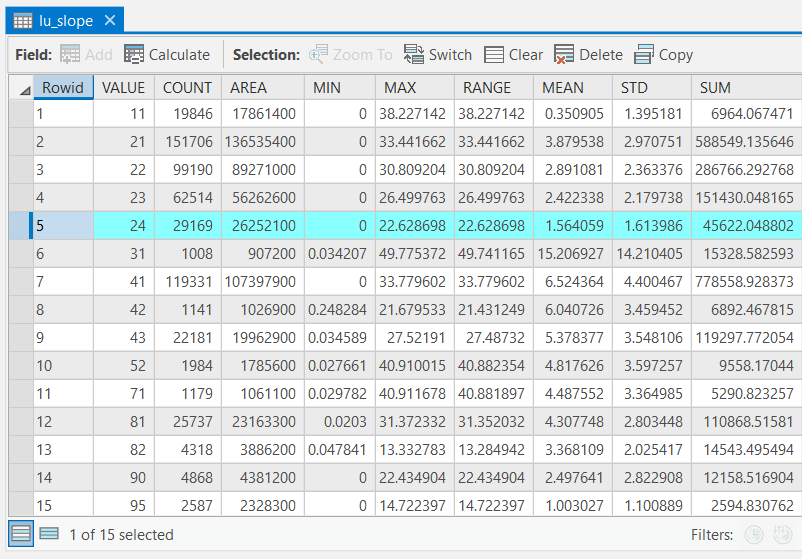 lu_slope
Field: Add Calculate Selection: Zoom To Switch Clear Delete Copy
Rowid VALUE COUNT AREA MIN MAX RANGE MEAN STD SUM
1 11 19846 17861400 0 38.227142 38.227142 0.350905 1.395181 6964.067471
2 21 151706 136535400 0 33.441662 33.441662 3.879538 2.970751 588549.135646
3 22 99190 89271000 0 30.809204 30.809204 2.891081 2.363376 286766.292768
4 23 62514 56262600 0 26.499763 26.499763 2.422338 2.179738 151430.048165
5 24 29169 26252100 0 22.628698 22.628698 1.564059 1.613986 45622.048802
6 31 1008 907200 0.034207 49.775372 49.741165 15.206927 14.210405 15328.582593
7 41 119331 107397900 0 33.779602 33.779602 6.524364 4.400467 778558.928373
8 42 1141 1026900 0.248284 21.679533 21.431249 6.040726 3.459452 6892.467815
9 43 22181 19962900 0.034589 27.52191 27.48732 5.378377 3.548106 119297.772054
10 52 1984 1785600 0.027661 40.910015 40.882354 4.817626 3.597257 9558.17044
11 71 1179 1061100 0.029782 40.911678 40.881897 4.487552 3.364985 5290.823257
12 81 25737 23163300 0.0203 31.372332 31.352032 4.307748 2.803448 110868.51581
13 82 4318 3886200 0.047841 13.332783 13.284942 3.368109 2.025417 14543.495494
14 90 4868 4381200 0 22.434904 22.434904 2.497641 2.822908 12158.516904
15 95 2587 2328300 0 14.722397 14.722397 1.003027 1.100889 2594.830762
1 of 15 selected Filters: